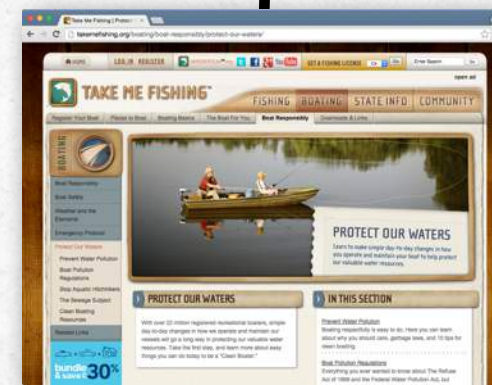 Take Me Fishing | Protect
takemefishing.org/boating/boat-responsibly/protect-our-waters/
HOME
LOG IN REGISTER
You Tube
GET A FISHING LICENSE
Go
Enter Search
Go
open ad
TAKE ME FISHING™
FISHING BOATING STATE INFO COMMUNITY
Register Your Boat Places to Boat Boating Basics The Boat For You Boat Responsibly Downloads & Links
BOATING
Boat Responsibly
Boat Safety
Weather and the
Elements
Emergency Protocol
Protect Our Waters
Prevent Water Pollution
Boat Pollution
Regulations
Stop Aquatic Hitchhikers
The Sewage Subject
Clean Boating
Resources
Related Links
bundle
& save
30%
PROTECT OUR WATERS
Learn to make simple day-to-day changes in how
you operate and maintain your boat to help protect
our valuable water resources.
PROTECT OUR WATERS
With over 22 million registered recreational boaters, simple
day-to-day changes in how we operate and maintain our
vessels will go a long way in protecting our valuable water
resources. Take the first step, and learn more about easy
things you can do today to be a "Clean Boater."
IN THIS SECTION
Prevent Water Pollution
Boating respectfully is easy to do. Here you can learn
about why you should care, garbage laws, and 10 tips for
clean boating.
Boat Pollution Regulations
Everything you ever wanted to know about The Refuse
Act of 1899 and the Federal Water Pollution Act, but